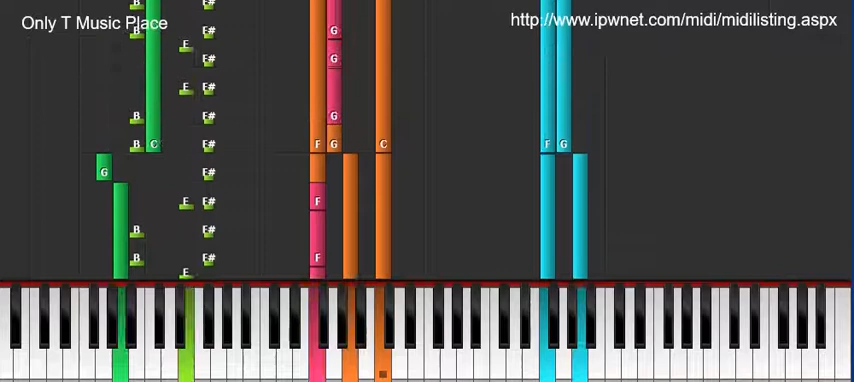 Only T Music Place
http://www.ipwnet.com/midi/midilisting.aspx
B F#
B G F#
E
G F#
E F#
B G
B C F G C F G F#
G F#
E F F#
B F#
B F F#
E